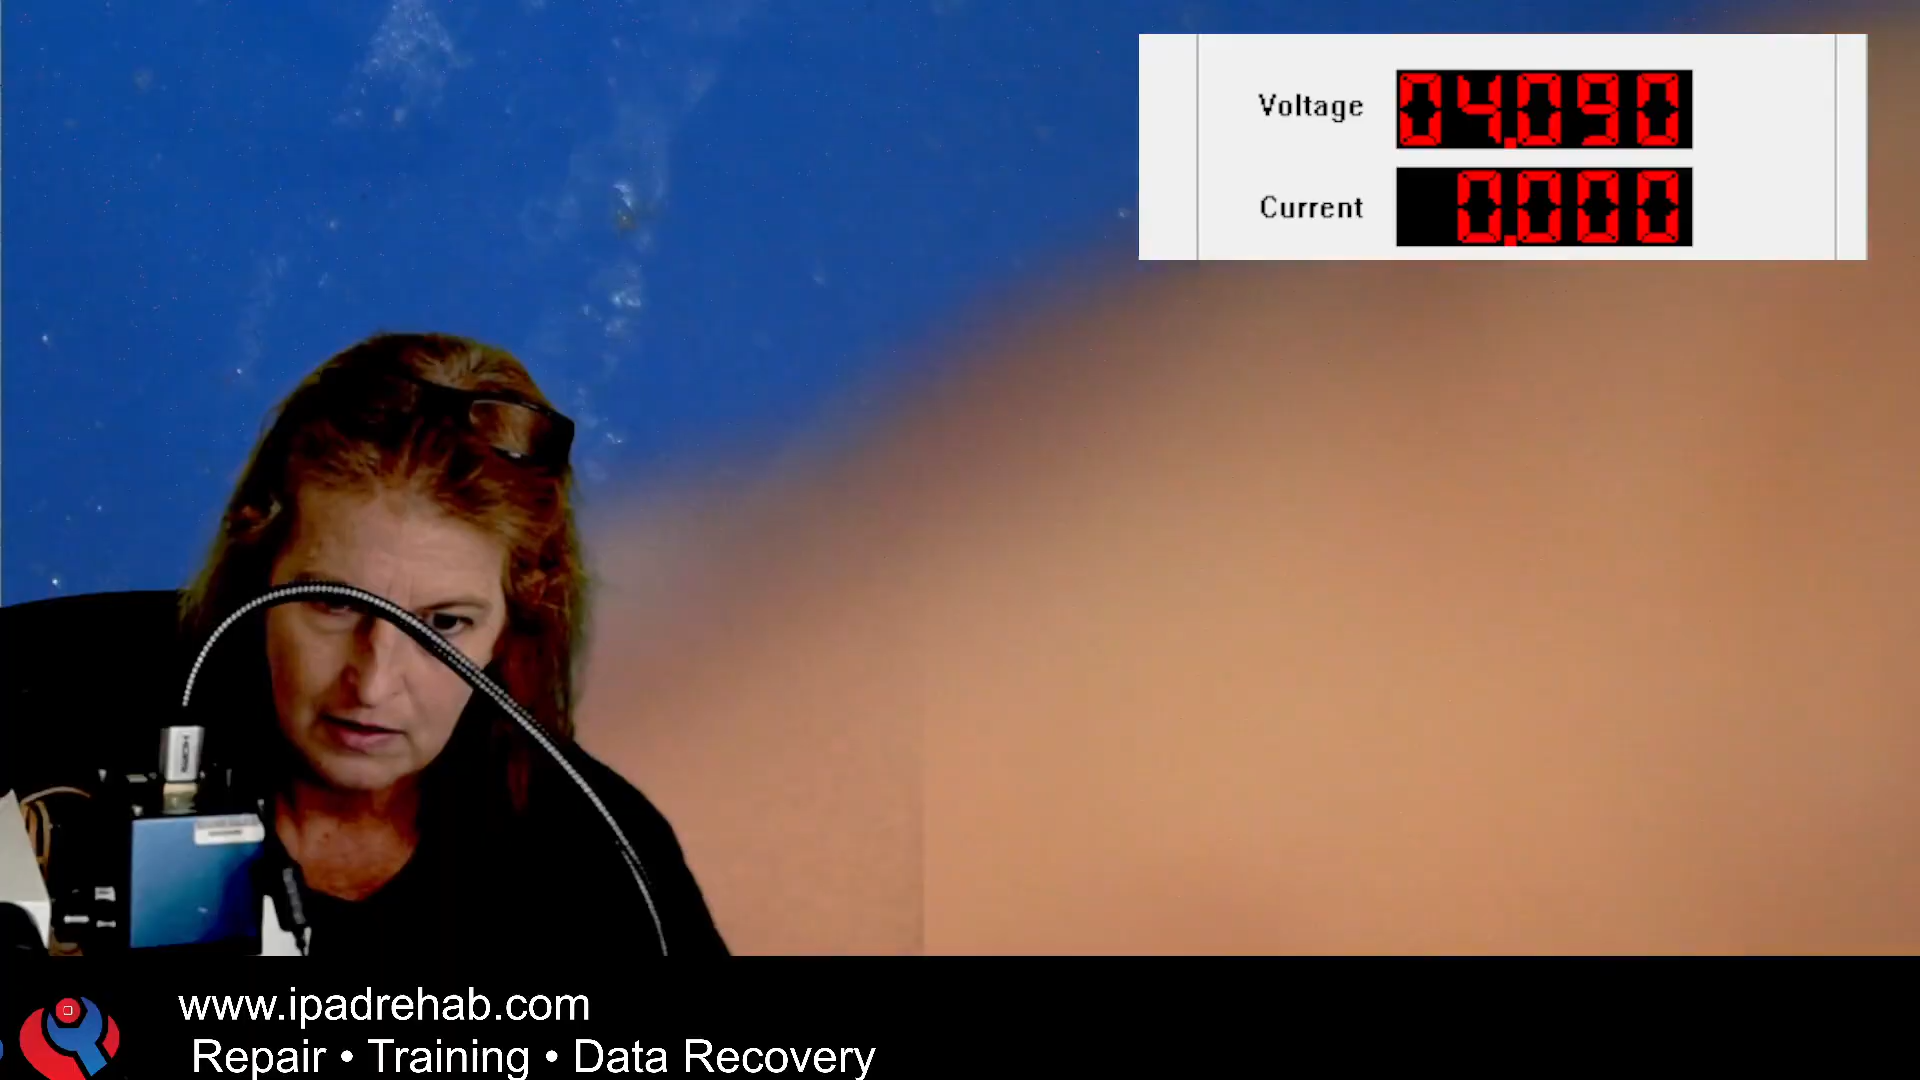 Voltage 04.090
Current 0.000
www.ipadrehab.com
Repair • Training • Data Recovery